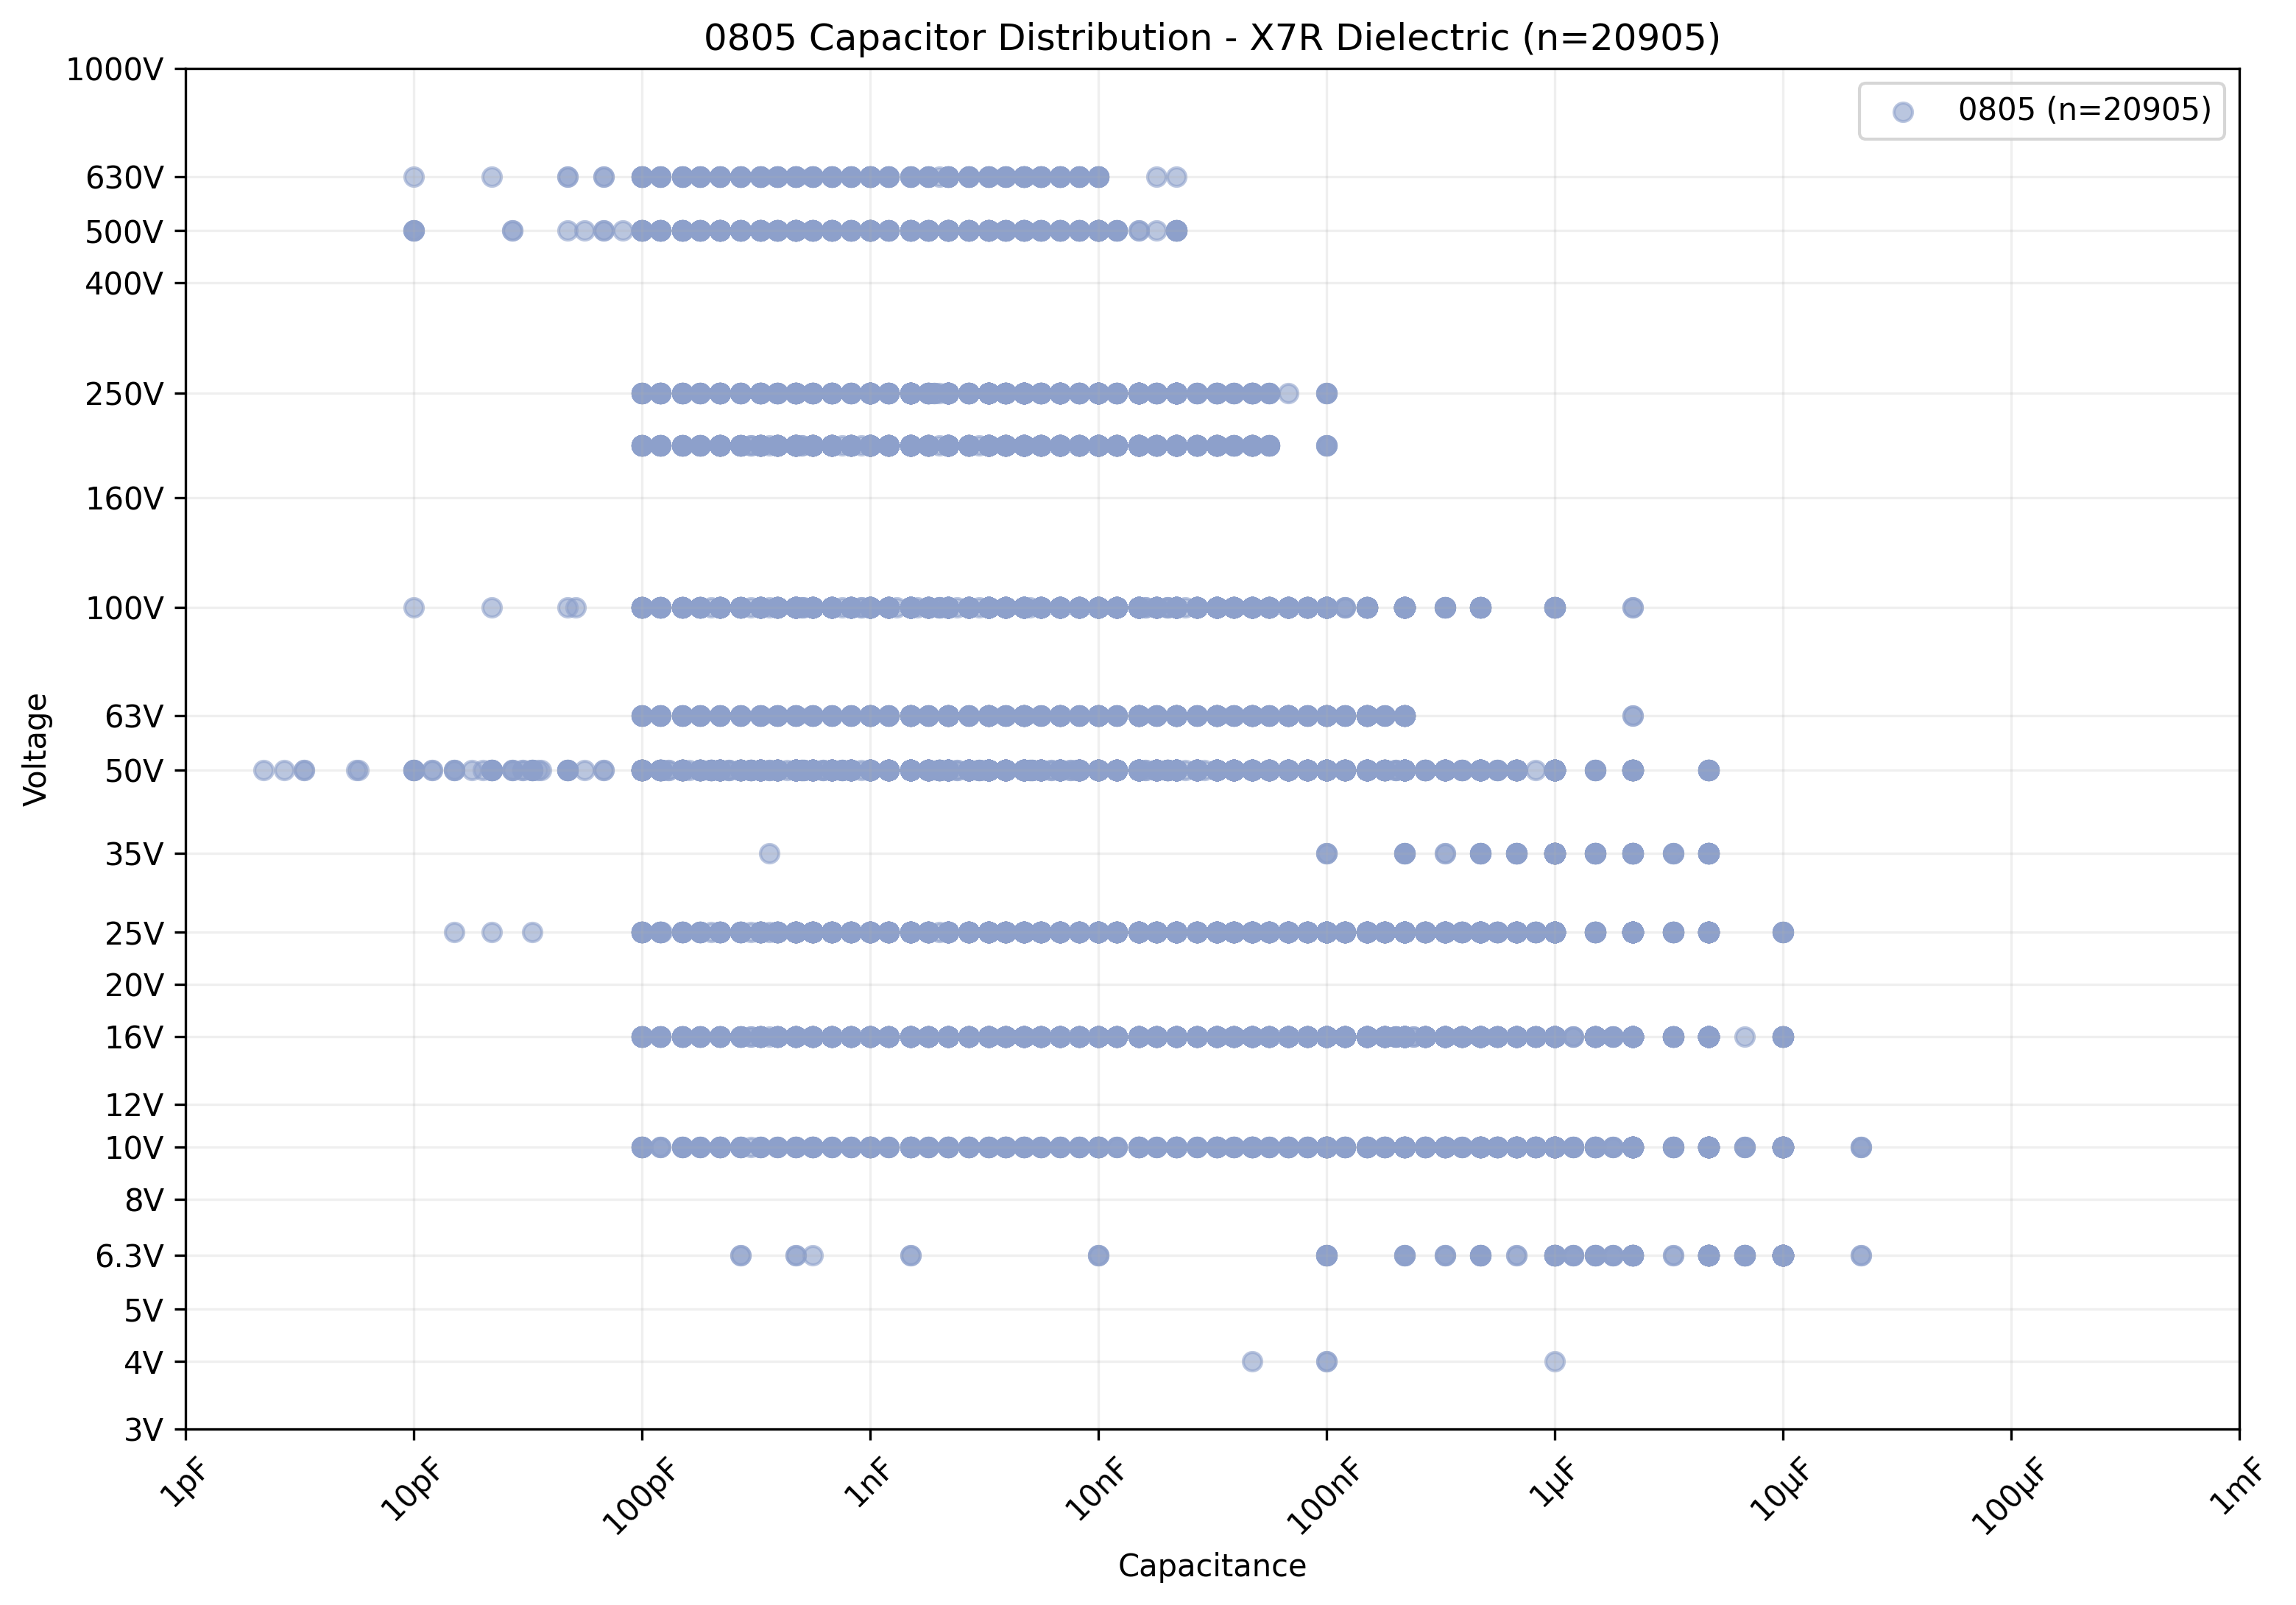 0805 Capacitor Distribution - X7R Dielectric (n=20905)
0805 (n=20905)
Voltage
1000V
630V
500V
400V
250V
160V
100V
63V
50V
35V
25V
20V
16V
12V
10V
8V
6.3V
5V
4V
3V
1pF
10pF
100pF
1nF
10nF
100nF
1µF
10µF
100µF
1mF
Capacitance